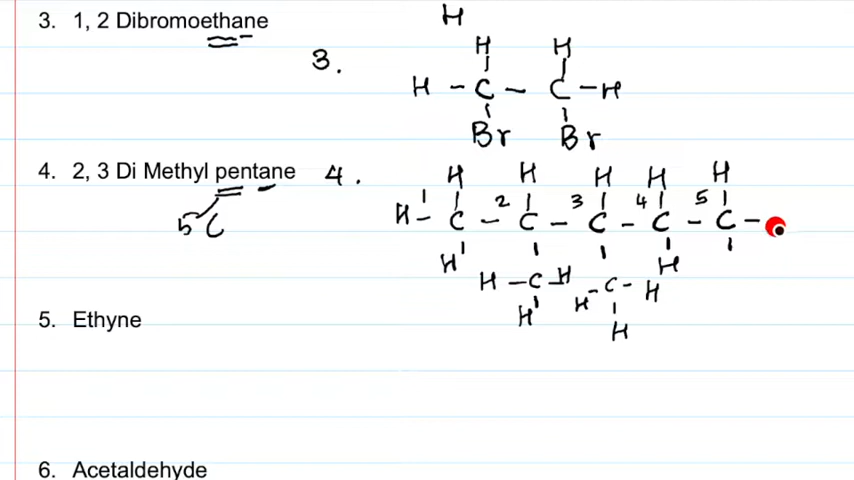 3. 1, 2 Dibromoethane
H
3.
H H
H - C - C - H
Br Br
4. 2, 3 Di Methyl pentane
5 C
4.
H H H H H
1 2 3 4 5
H - C - C - C - C - C -
H H
H - C - H H - C - H
H H
5. Ethyne
6. Acetaldehyde